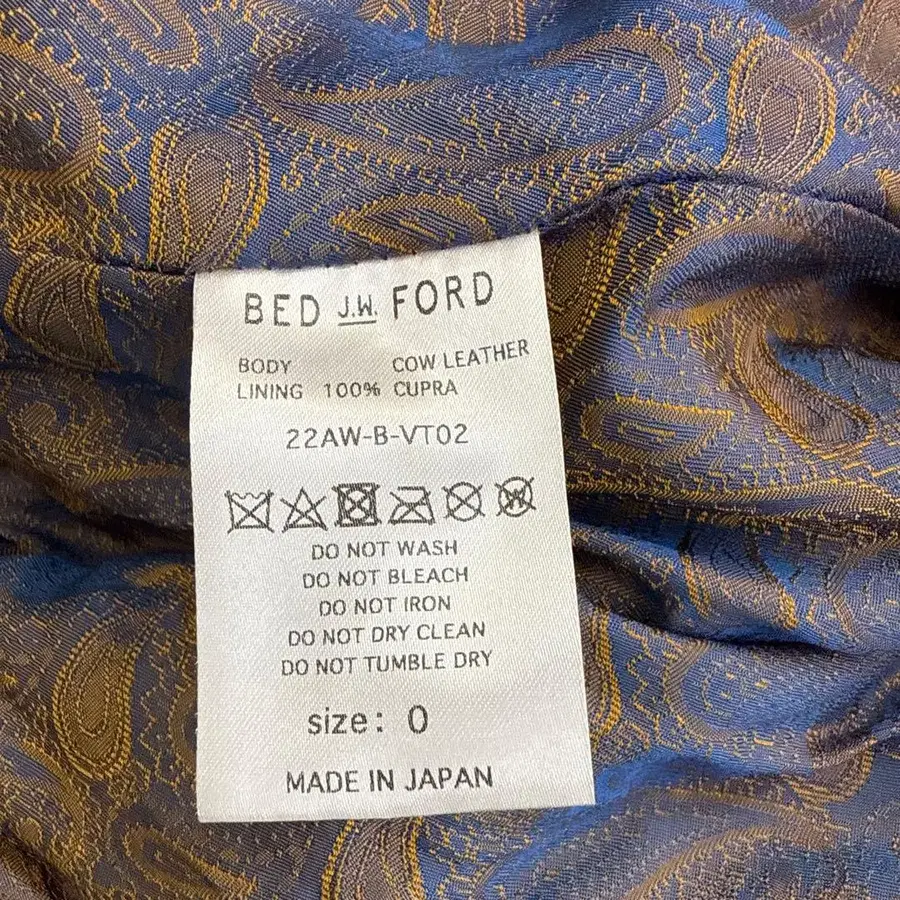 BED J.W. FORD
BODY COW LEATHER
LINING 100% CUPRA
22AW-B-VT02
DO NOT WASH
DO NOT BLEACH
DO NOT IRON
DO NOT DRY CLEAN
DO NOT TUMBLE DRY
size: 0
MADE IN JAPAN